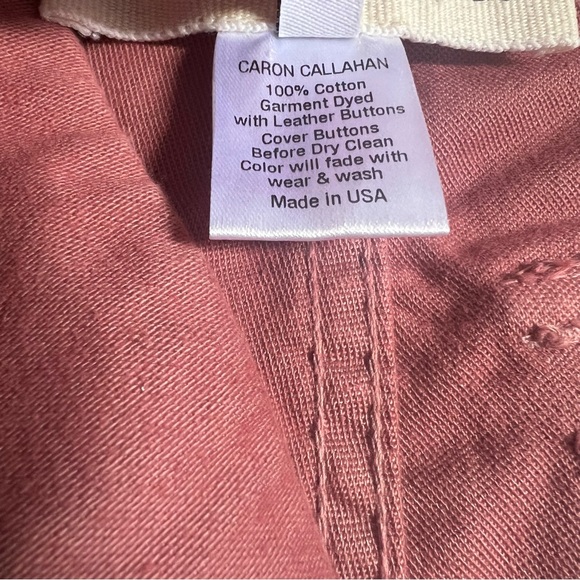 CARON CALLAHAN
100% Cotton
Garment Dyed
with Leather Buttons
Cover Buttons
Before Dry Clean
Color will fade with
wear & wash
Made in USA